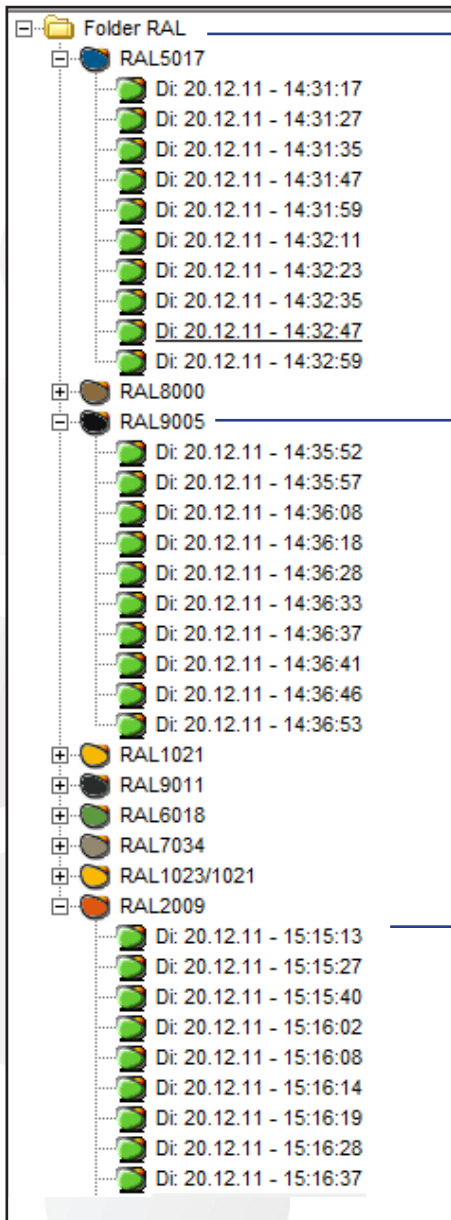 Folder RAL
RAL5017
Di: 20.12.11 - 14:31:17
Di: 20.12.11 - 14:31:27
Di: 20.12.11 - 14:31:35
Di: 20.12.11 - 14:31:47
Di: 20.12.11 - 14:31:59
Di: 20.12.11 - 14:32:11
Di: 20.12.11 - 14:32:23
Di: 20.12.11 - 14:32:35
Di: 20.12.11 - 14:32:47
Di: 20.12.11 - 14:32:59
RAL8000
RAL9005
Di: 20.12.11 - 14:35:52
Di: 20.12.11 - 14:35:57
Di: 20.12.11 - 14:36:08
Di: 20.12.11 - 14:36:18
Di: 20.12.11 - 14:36:28
Di: 20.12.11 - 14:36:33
Di: 20.12.11 - 14:36:37
Di: 20.12.11 - 14:36:41
Di: 20.12.11 - 14:36:46
Di: 20.12.11 - 14:36:53
RAL1021
RAL9011
RAL6018
RAL7034
RAL1023/1021
RAL2009
Di: 20.12.11 - 15:15:13
Di: 20.12.11 - 15:15:27
Di: 20.12.11 - 15:15:40
Di: 20.12.11 - 15:16:02
Di: 20.12.11 - 15:16:08
Di: 20.12.11 - 15:16:14
Di: 20.12.11 - 15:16:19
Di: 20.12.11 - 15:16:28
Di: 20.12.11 - 15:16:37